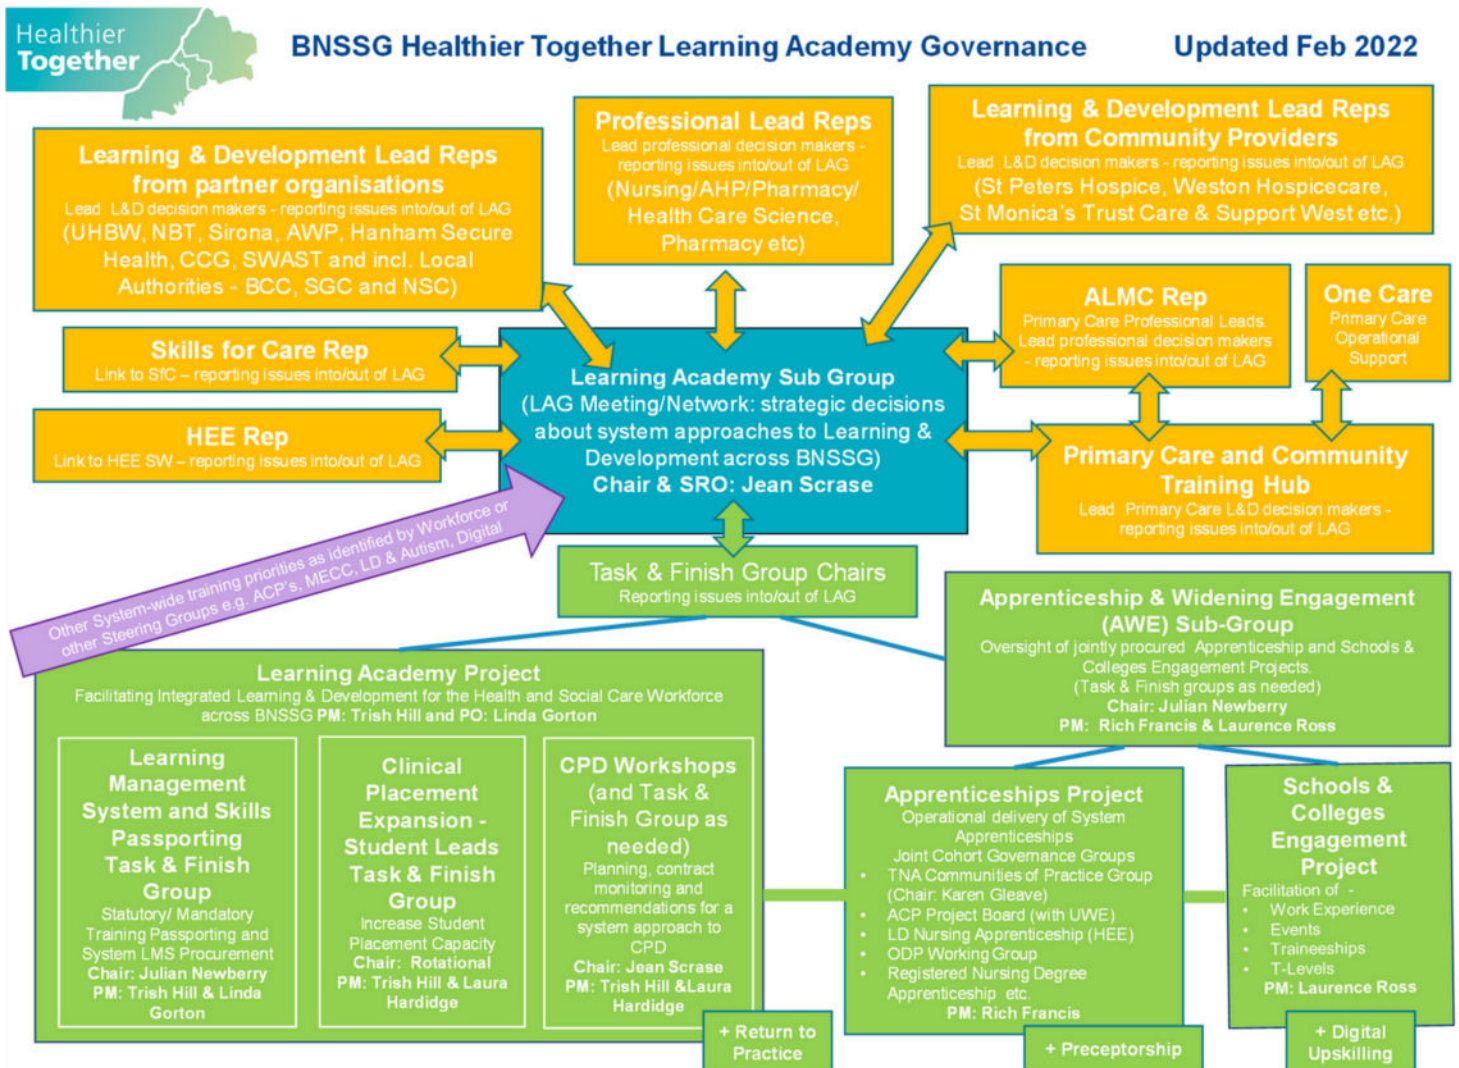 Healthier
Together
BNSSG Healthier Together Learning Academy Governance
Updated Feb 2022
Learning & Development Lead Reps
from partner organisations
Lead L&D decision makers - reporting issues into/out of LAG
(UHBW, NBT, Sirona, AWP, Hanham Secure
Health, CCG, SWAST and incl. Local
Authorities - BCC, SGC and NSC)
Professional Lead Reps
Lead professional decision makers -
reporting issues into/out of LAG
(Nursing/AHP/Pharmacy/
Health Care Science,
Pharmacy etc)
Learning & Development Lead Reps
from Community Providers
Lead L&D decision makers - reporting issues into/out of LAG
(St Peters Hospice, Weston Hospicecare,
St Monica's Trust Care & Support West etc.)
Skills for Care Rep
Link to SfC – reporting issues into/out of LAG
HEE Rep
Link to HEE SW – reporting issues into/out of LAG
Learning Academy Sub Group
(LAG Meeting/Network: strategic decisions
about system approaches to Learning &
Development across BNSSG)
Chair & SRO: Jean Scrase
ALMC Rep
Primary Care Professional Leads.
Lead professional decision makers
- reporting issues into/out of LAG
One Care
Primary Care
Operational
Support
Primary Care and Community
Training Hub
Lead Primary Care L&D decision makers -
reporting issues into/out of LAG
Other System-wide training priorities as identified by Workforce or
other Steering Groups e.g. ACP's, MECC, LD & Autism, Digital
Task & Finish Group Chairs
Reporting issues into/out of LAG
Apprenticeship & Widening Engagement
(AWE) Sub-Group
Oversight of jointly procured Apprenticeship and Schools &
Colleges Engagement Projects.
(Task & Finish groups as needed)
Chair: Julian Newberry
PM: Rich Francis & Laurence Ross
Learning Academy Project
Facilitating Integrated Learning & Development for the Health and Social Care Workforce
across BNSSG PM: Trish Hill and PO: Linda Gorton
Learning
Management
System and Skills
Passporting
Task & Finish
Group
Statutory/ Mandatory
Training Passporting and
System LMS Procurement
Chair: Julian Newberry
PM: Trish Hill & Linda
Gorton
Clinical
Placement
Expansion -
Student Leads
Task & Finish
Group
Increase Student
Placement Capacity
Chair: Rotational
PM: Trish Hill & Laura
Hardidge
CPD Workshops
(and Task &
Finish Group as
needed)
Planning, contract
monitoring and
recommendations for a
system approach to
CPD
Chair: Jean Scrase
PM: Trish Hill &Laura
Hardidge
+ Return to
Practice
Apprenticeships Project
Operational delivery of System
Apprenticeships
Joint Cohort Governance Groups
• TNA Communities of Practice Group
(Chair: Karen Gleave)
• ACP Project Board (with UWE)
• LD Nursing Apprenticeship (HEE)
• ODP Working Group
• Registered Nursing Degree
Apprenticeship etc.
PM: Rich Francis
+ Preceptorship
Schools &
Colleges
Engagement
Project
Facilitation of -
• Work Experience
• Events
• Traineeships
• T-Levels
PM: Laurence Ross
+ Digital
Upskilling